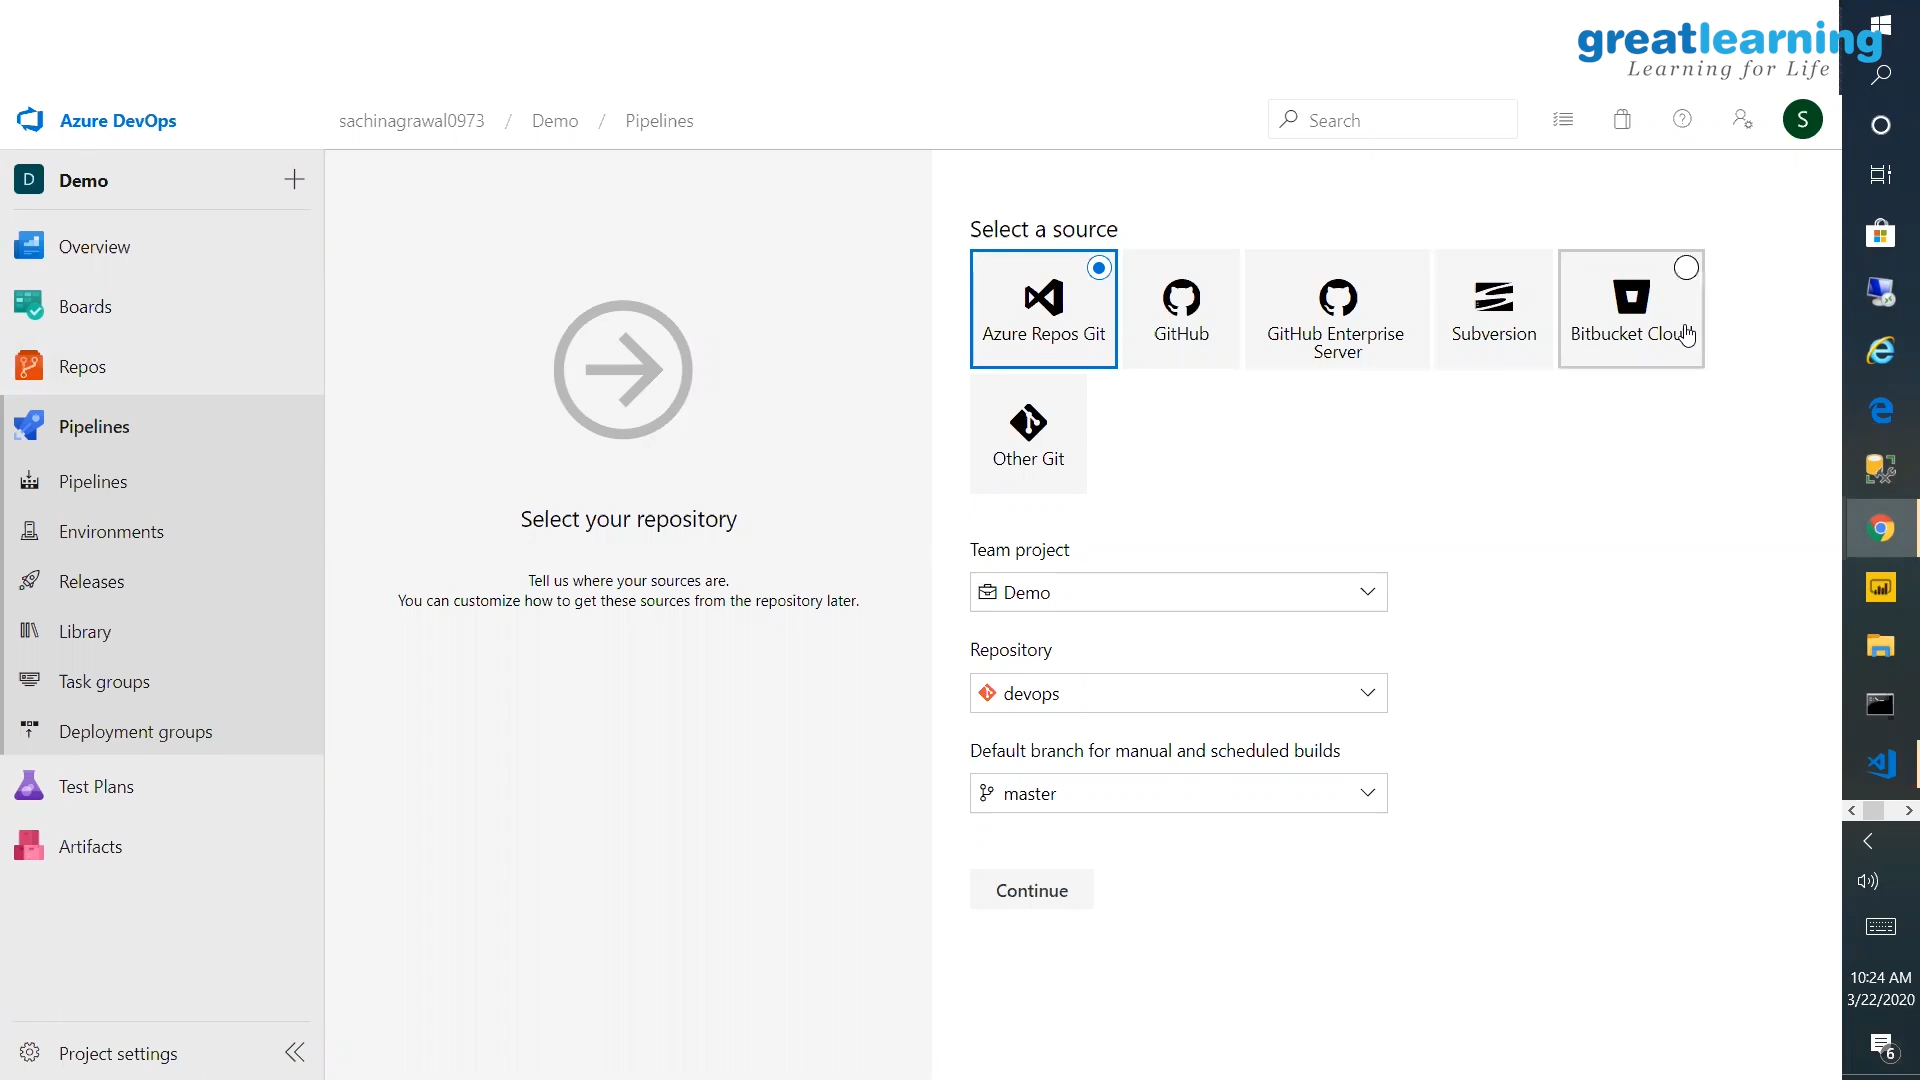 greatlearning
Learning for Life
Azure DevOps
sachinagrawal0973 / Demo / Pipelines
Search
S
D Demo
Overview
Boards
Repos
Pipelines
Pipelines
Environments
Releases
Library
Task groups
Deployment groups
Test Plans
Artifacts
Project settings
Select your repository
Tell us where your sources are.
You can customize how to get these sources from the repository later.
Select a source
Azure Repos Git
GitHub
GitHub Enterprise
Server
Subversion
Bitbucket Cloud
Other Git
Team project
Demo
Repository
devops
Default branch for manual and scheduled builds
master
Continue
10:24 AM
3/22/2020
6